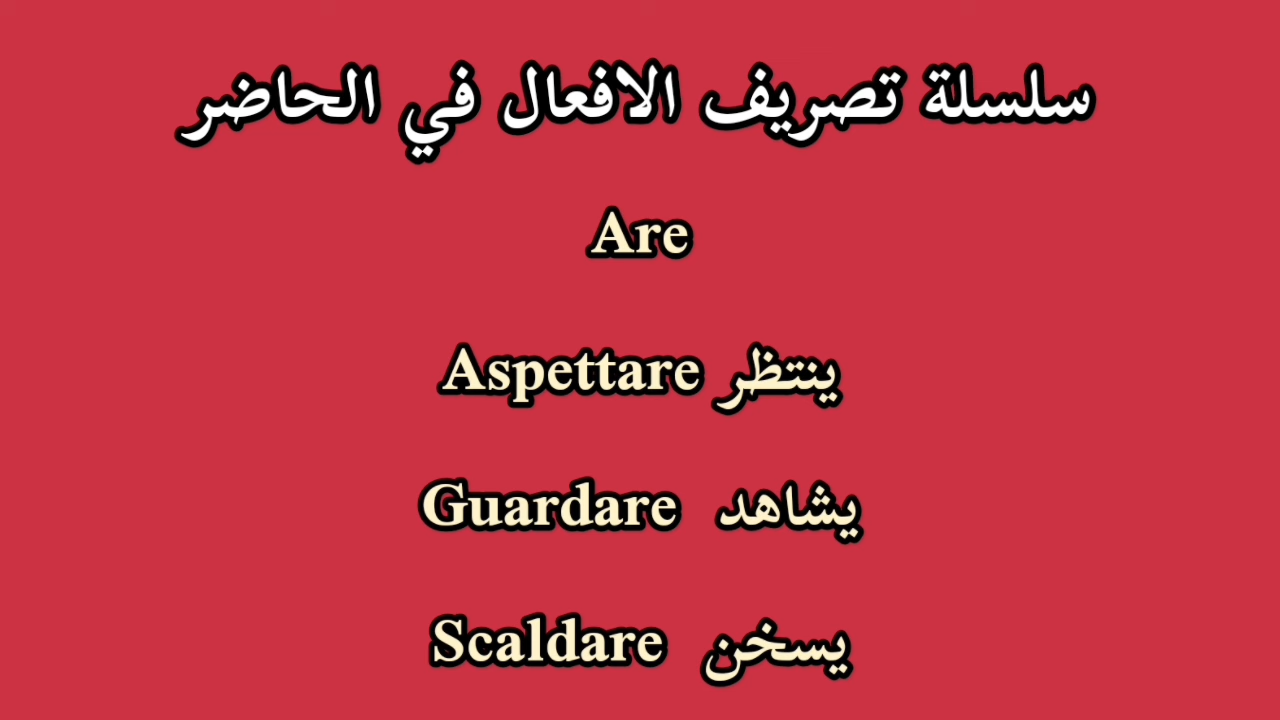 سلسلة تصريف الافعال في الحاضر
Are
Aspettare ينتظر
Guardare يشاهد
Scaldare يسخن